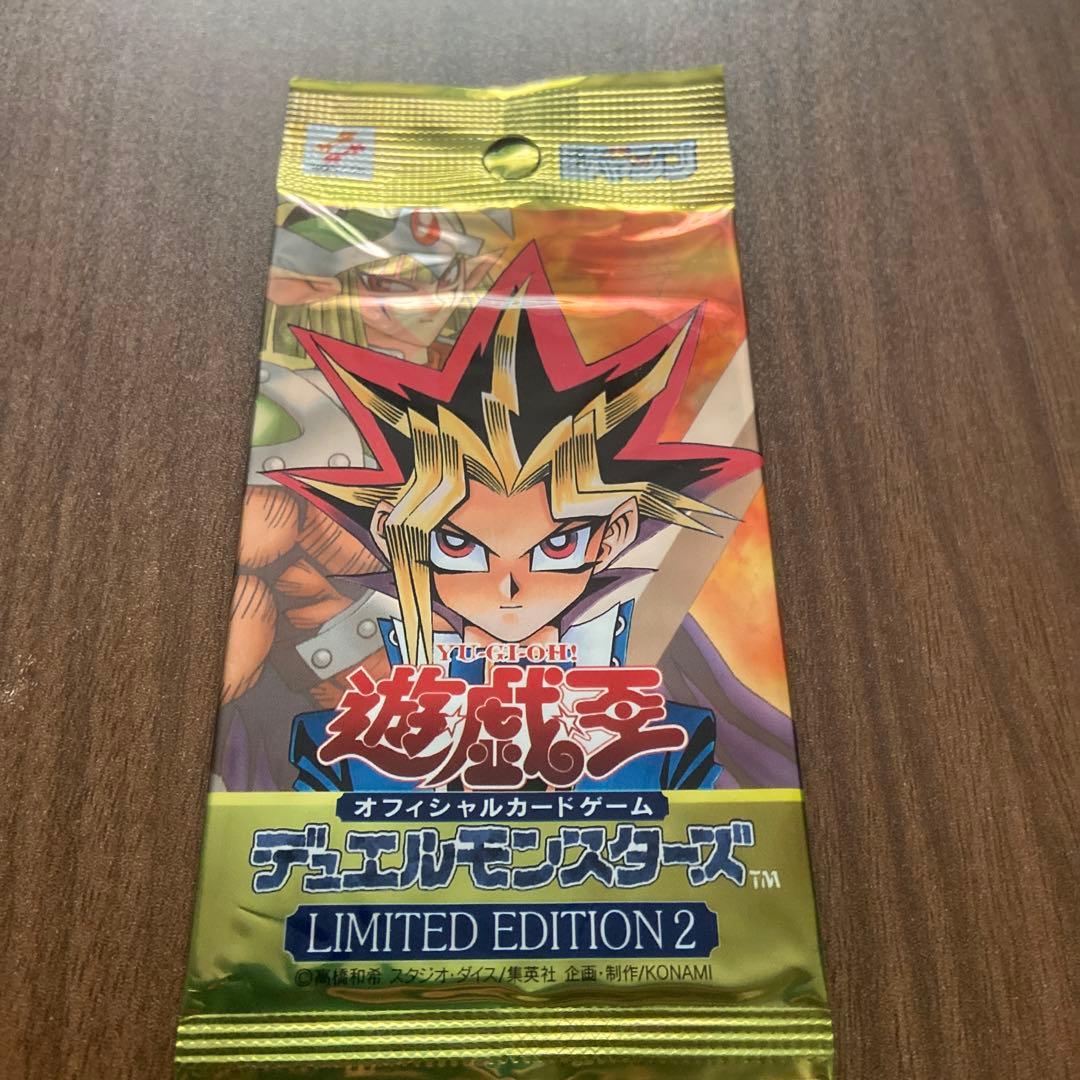 YU-GI-OH!
遊☆戯☆王
オフィシャルカードゲーム
デュエルモンスターズ™
LIMITED EDITION 2
©高橋和希 スタジオ・ダイス/集英社 企画・制作/KONAMI